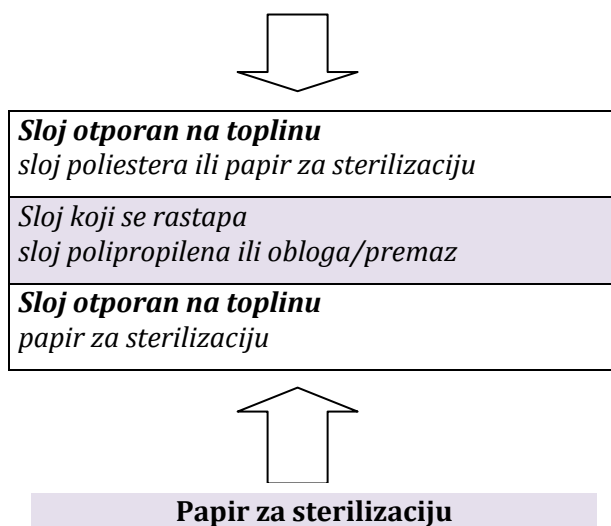 Sloj otporan na toplinu
sloj poliestera ili papir za sterilizaciju
Sloj koji se rastapa
sloj polipropilena ili obloga/premaz
Sloj otporan na toplinu
papir za sterilizaciju
Papir za sterilizaciju